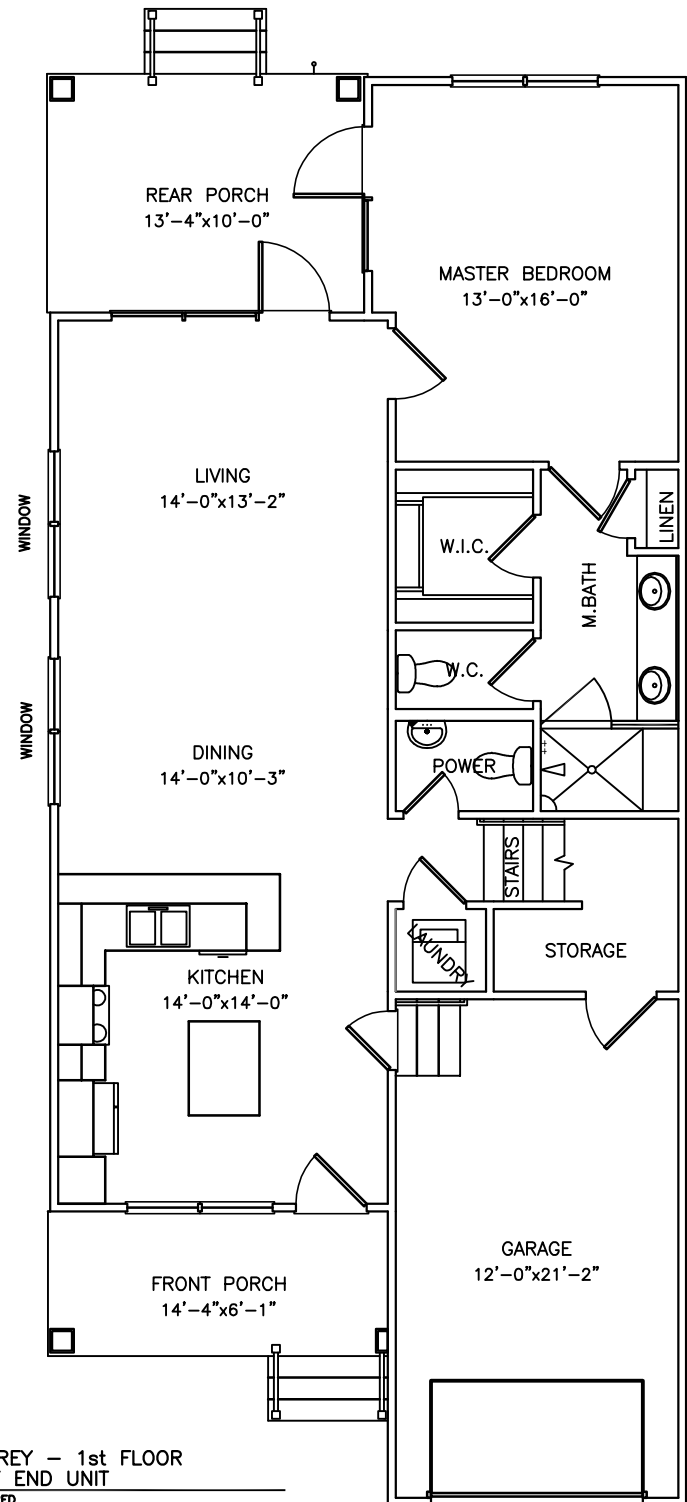 REAR PORCH
13'-4"x10'-0"
MASTER BEDROOM
13'-0"x16'-0"
LIVING
14'-0"x13'-2"
WINDOW
W.I.C.
LINEN
M.BATH
W.C.
WINDOW
DINING
14'-0"x10'-3"
POWER
STAIRS
LAUNDRY
STORAGE
KITCHEN
14'-0"x14'-0"
GARAGE
12'-0"x21'-2"
FRONT PORCH
14'-4"x6'-1"
– 1st FLOOR
END UNIT